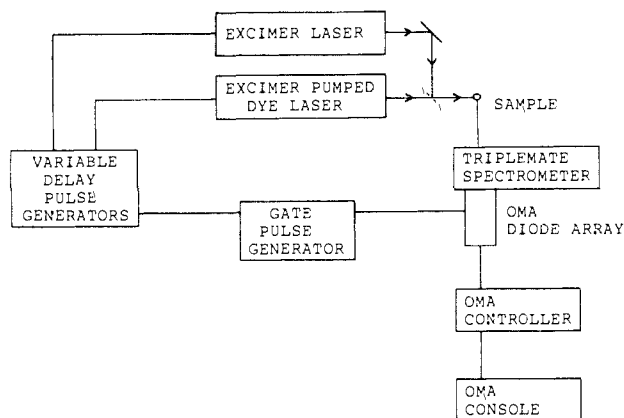 EXCIMER LASER
EXCIMER PUMPED
DYE LASER
SAMPLE
VARIABLE
DELAY
PULSE
GENERATORS
TRIPLEMATE
SPECTROMETER
GATE
PULSE
GENERATOR
OMA
DIODE ARRAY
OMA
CONTROLLER
OMA
CONSOLE